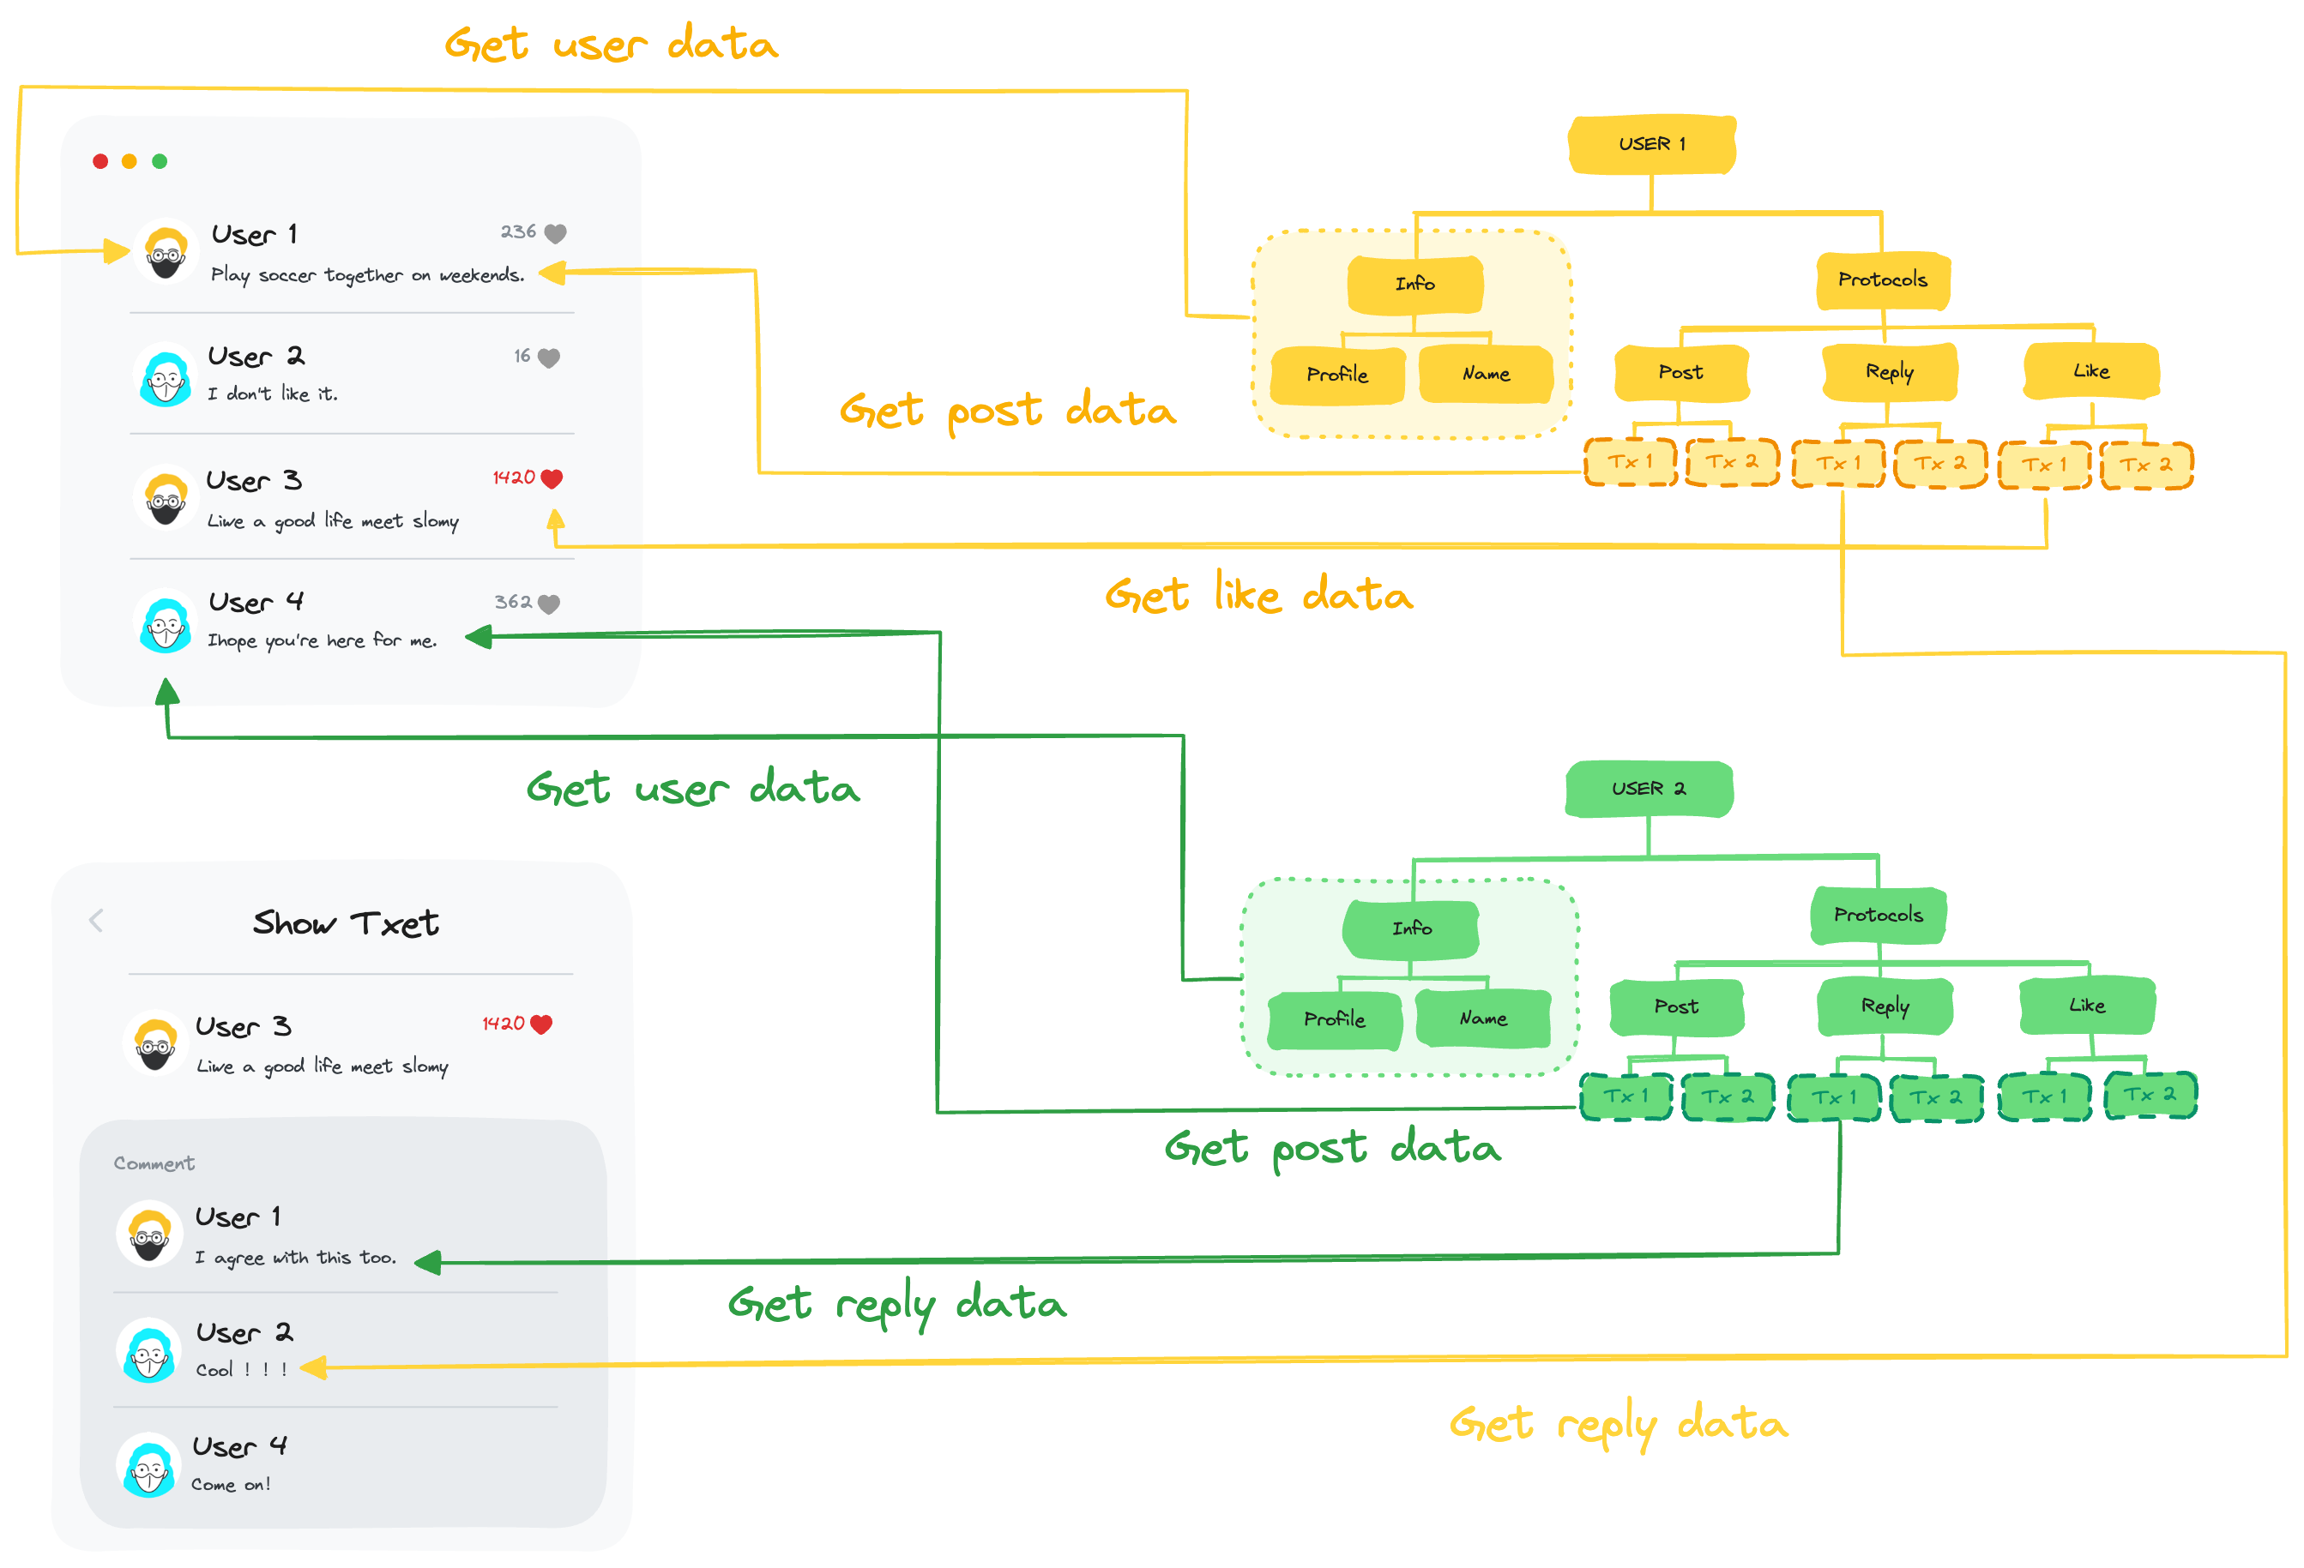 Get user data
User 1
236
Play soccer together on weekends.
User 2
16
I don't like it.
User 3
1420
Liwe a good life meet slomy
User 4
362
Ihope you're here for me.
USER 1
Info
Protocols
Profile
Name
Post
Reply
Like
Tx 1
Tx 2
Tx 1
Tx 2
Tx 1
Tx 2
Get post data
Get like data
Get user data
USER 2
Info
Protocols
Profile
Name
Post
Reply
Like
Tx 1
Tx 2
Tx 1
Tx 2
Tx 1
Tx 2
Get post data
Show Txet
User 3
1420
Liwe a good life meet slomy
Comment
User 1
I agree with this too.
Get reply data
User 2
Cool ! ! !
Get reply data
User 4
Come on!